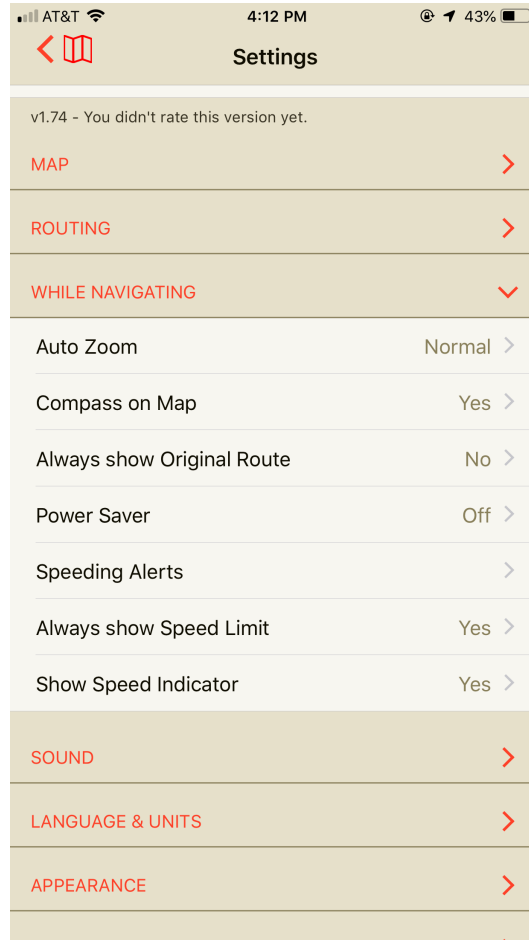 AT&T 4:12 PM 43%
Settings
v1.74 - You didn't rate this version yet.
MAP
ROUTING
WHILE NAVIGATING
Auto Zoom Normal
Compass on Map Yes
Always show Original Route No
Power Saver Off
Speeding Alerts
Always show Speed Limit Yes
Show Speed Indicator Yes
SOUND
LANGUAGE & UNITS
APPEARANCE